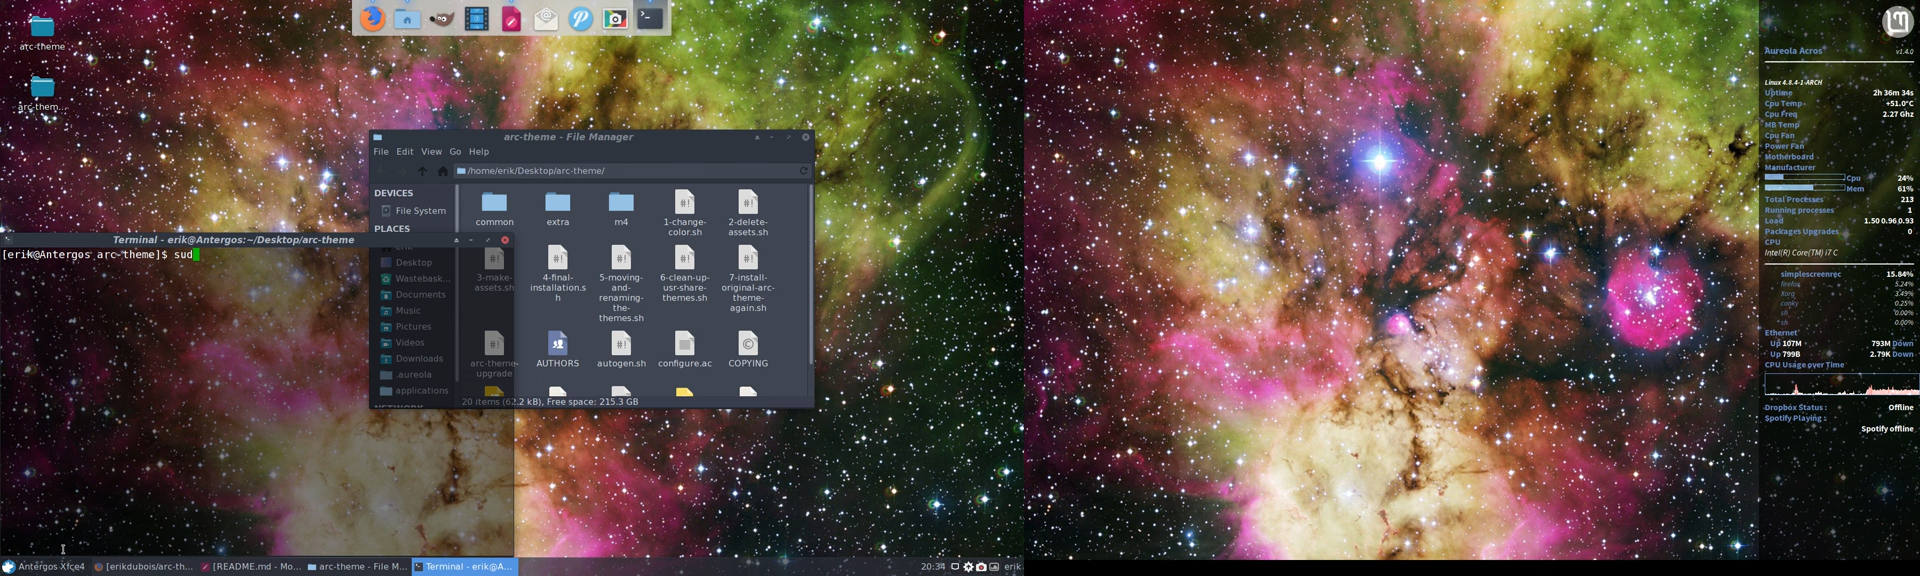 arc-theme
arc-them...
arc-theme - File Manager
File Edit View Go Help
/home/erik/Desktop/arc-theme/
DEVICES
File System
PLACES
Desktop
Wastebask...
Documents
Music
Pictures
Videos
Downloads
.aureola
applications
common
extra
m4
1-change-
color.sh
2-delete-
assets.sh
3-make-
assets.sh
4-final-
installation.s
h
5-moving-
and-
renaming-
the-
themes.sh
6-clean-up-
usr-share-
themes.sh
7-install-
original-arc-
theme-
again.sh
arc-theme-
upgrade
AUTHORS
autogen.sh
configure.ac
COPYING
20 items (62.2 kB), Free space: 215.3 GB
Terminal - erik@Antergos:~/Desktop/arc-theme
[erik@Antergos arc-theme]$ sud
Antergos Xfce4
[erikdubois/arc-th...
[README.md - Mo...
arc-theme - File M...
Terminal - erik@A...
20:34
erik
Aureola Acros v1.4.0
Linux 4.8.4-1-ARCH
Uptime 2h 36m 34s
Cpu Temp +51.0°C
Cpu Freq 2.27 Ghz
MB Temp
Cpu Fan
Power Fan
Motherboard
Manufacturer
Cpu 24%
Mem 61%
Total Processes 213
Running processes 1
Load 1.50 0.96 0.93
Packages Upgrades 0
CPU
Intel(R) Core(TM) i7 C
simplescreenrec 15.84%
firefox 5.24%
Xorg 3.49%
conky 0.25%
sh 0.00%
sh 0.00%
Ethernet
Up 107M 793M Down
Up 799B 2.79K Down
CPU Usage over Time
Dropbox Status : Offline
Spotify Playing :
Spotify offline